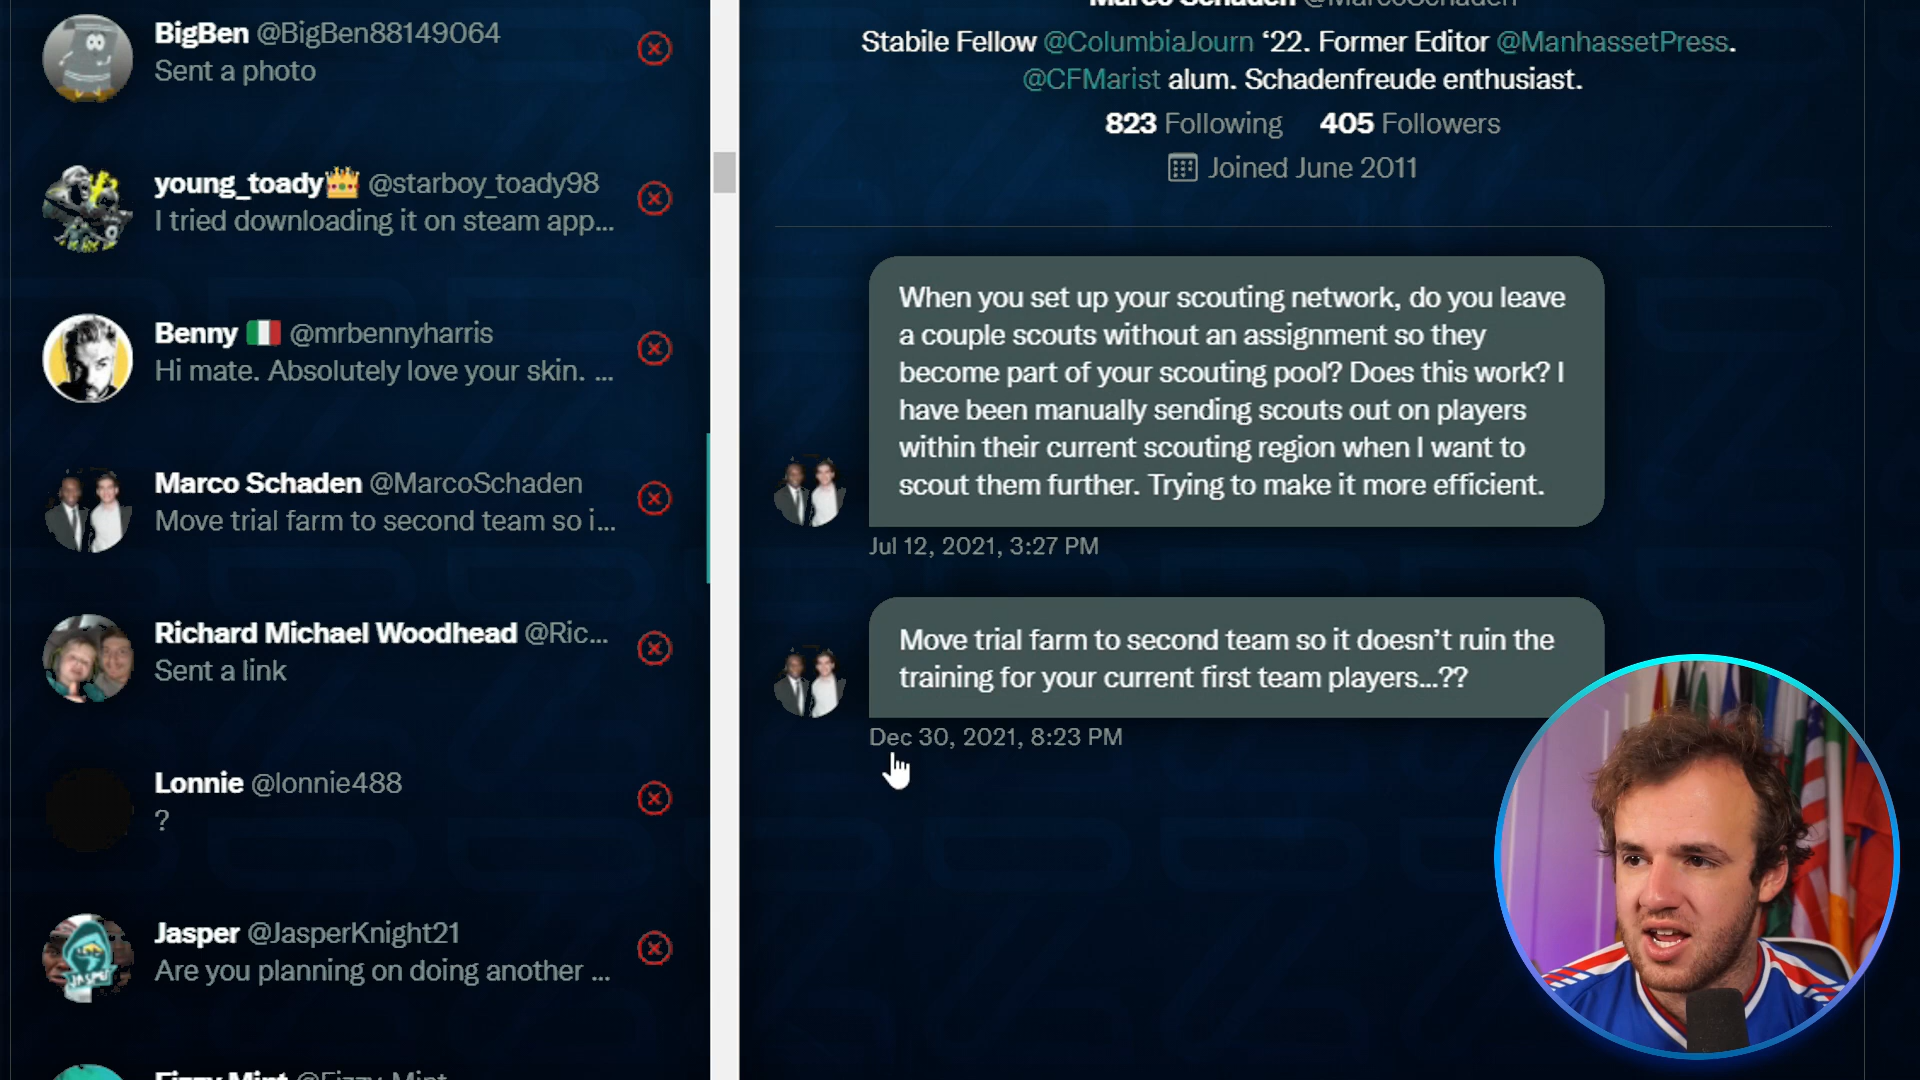 BigBen @BigBen88149064
Sent a photo
young_toady👑 @starboy_toady98
I tried downloading it on steam app...
Benny 🇮🇹 @mrbennyharris
Hi mate. Absolutely love your skin. ...
Marco Schaden @MarcoSchaden
Move trial farm to second team so i...
Richard Michael Woodhead @Ric...
Sent a link
Lonnie @lonnie488
?
Jasper @JasperKnight21
Are you planning on doing another ...
Fizzy Mint @Fizzy_Mint
Marco Schaden @MarcoSchaden
Stabile Fellow @ColumbiaJourn ‘22. Former Editor @ManhassetPress.
@CFMarist alum. Schadenfreude enthusiast.
823 Following 405 Followers
Joined June 2011
When you set up your scouting network, do you leave
a couple scouts without an assignment so they
become part of your scouting pool? Does this work? I
have been manually sending scouts out on players
within their current scouting region when I want to
scout them further. Trying to make it more efficient.
Jul 12, 2021, 3:27 PM
Move trial farm to second team so it doesn’t ruin the
training for your current first team players...??
Dec 30, 2021, 8:23 PM